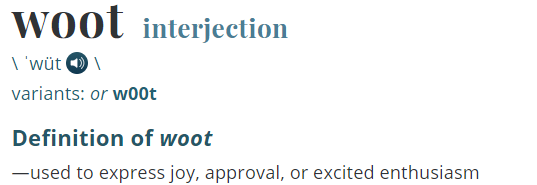 woot interjection
\ ˈwüt \
variants: or w00t
Definition of woot
—used to express joy, approval, or excited enthusiasm